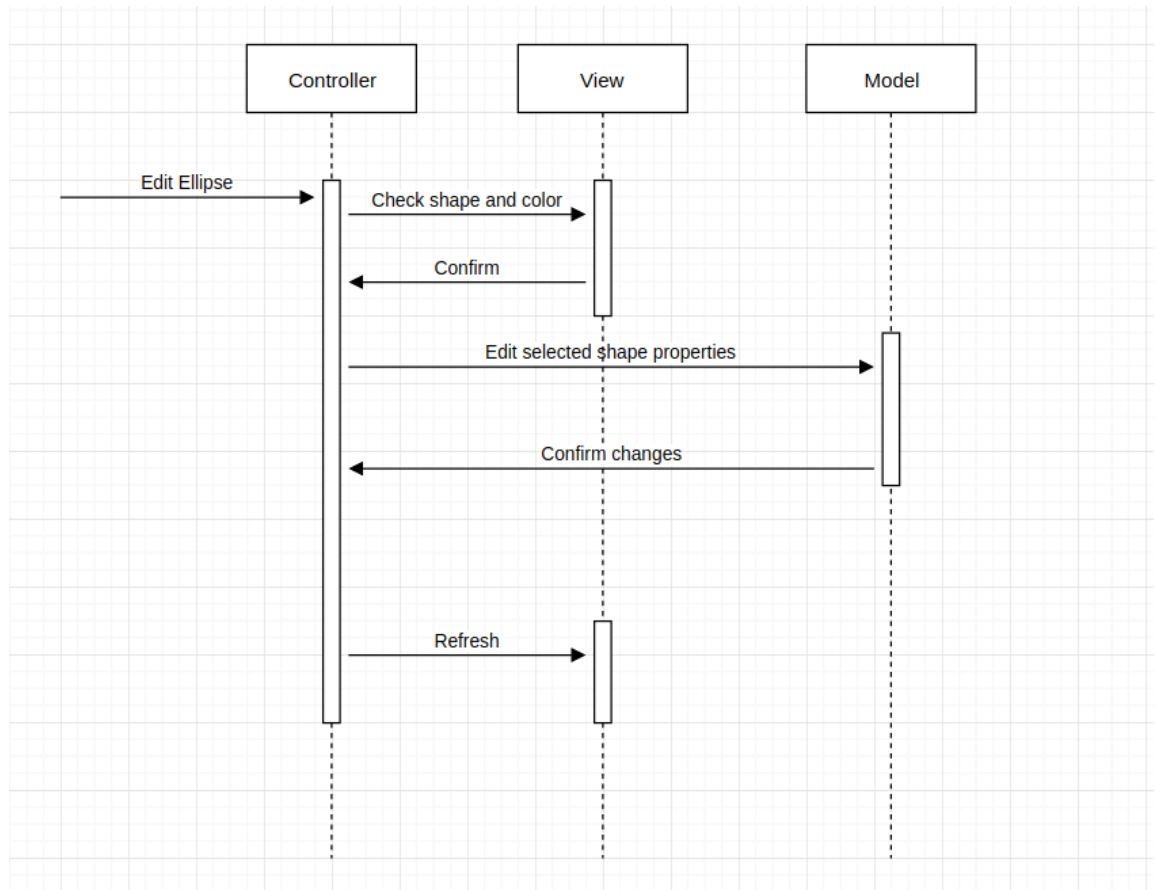 Controller
View
Model
Edit Ellipse
Check shape and color
Confirm
Edit selected shape properties
Confirm changes
Refresh